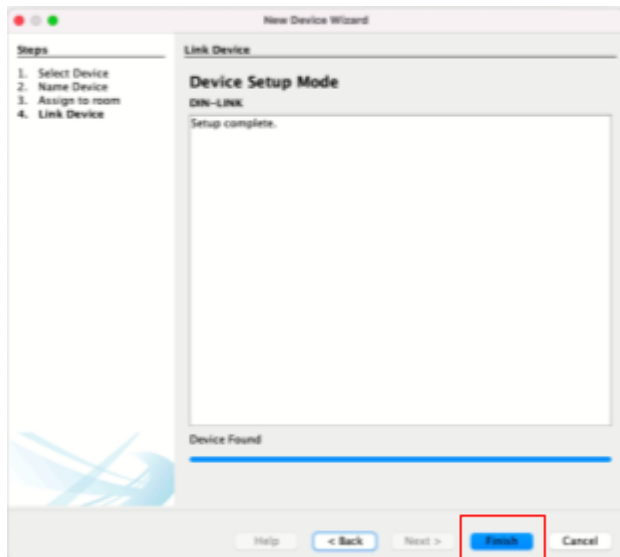 New Device Wizard
Steps
1. Select Device
2. Name Device
3. Assign to room
4. Link Device
Link Device
Device Setup Mode
DIN-LINK
Setup complete.
Device Found
Help
< Back
Next >
Finish
Cancel